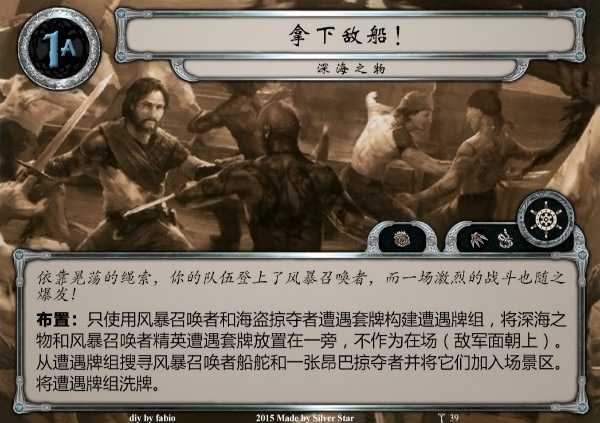 1A
拿下敌船！
深海之物
依靠晃荡的绳索，你的队伍登上了风暴召唤者，而一场激烈的战斗也随之
爆发！
布置：只使用风暴召唤者和海盗掠夺者遭遇套牌构建遭遇牌组，将深海之
物和风暴召唤者精英遭遇套牌放置在一旁，不作为在场（敌军面朝上）。
从遭遇牌组搜寻风暴召唤者船舵和一张昂巴掠夺者并将它们加入场景区。
将遭遇牌组洗牌。
diy by fabio 2015 Made by Silver Star 39